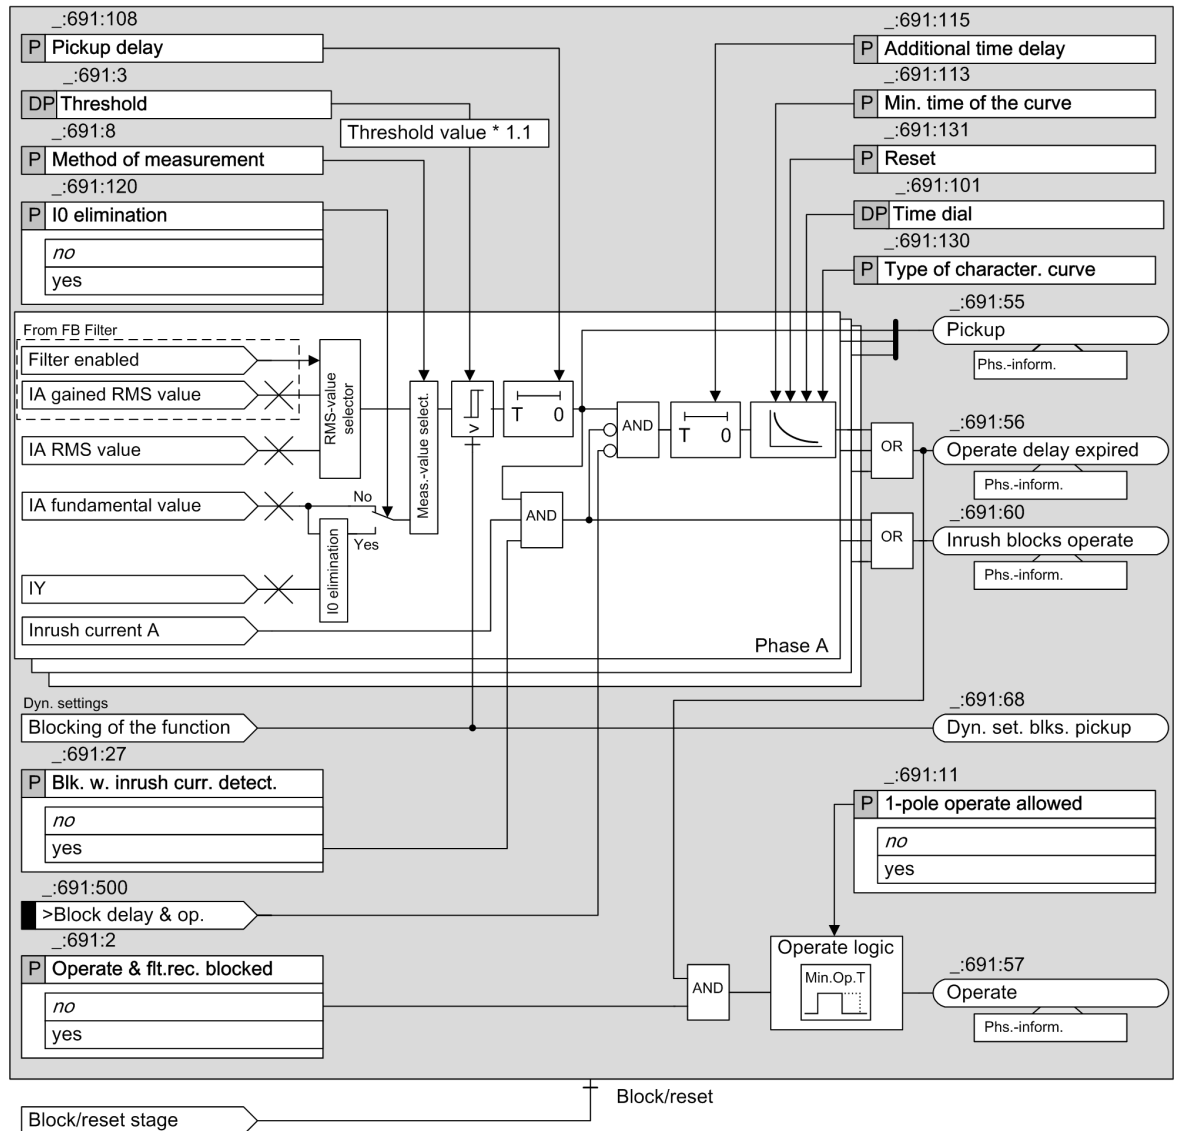 _:691:108
P Pickup delay
_:691:3
DP Threshold
Threshold value * 1.1
_:691:8
P Method of measurement
_:691:120
P I0 elimination
no
yes
_:691:115
P Additional time delay
_:691:113
P Min. time of the curve
_:691:131
P Reset
_:691:101
DP Time dial
_:691:130
P Type of character. curve
_:691:55
Pickup
Phs.-inform.
From FB Filter
Filter enabled
IA gained RMS value
RMS-value
selector
IA RMS value
IA fundamental value
No
Yes
I0 elimination
Meas.-value select.
IY
Inrush current A
>
T 0
AND
AND
T 0
OR
OR
Phase A
_:691:56
Operate delay expired
Phs.-inform.
_:691:60
Inrush blocks operate
Phs.-inform.
Dyn. settings
Blocking of the function
_:691:68
Dyn. set. blks. pickup
_:691:27
P Blk. w. inrush curr. detect.
no
yes
_:691:11
P 1-pole operate allowed
no
yes
_:691:500
>Block delay & op.
_:691:2
P Operate & flt.rec. blocked
no
yes
AND
Operate logic
Min.Op.T
_:691:57
Operate
Phs.-inform.
Block/reset
Block/reset stage